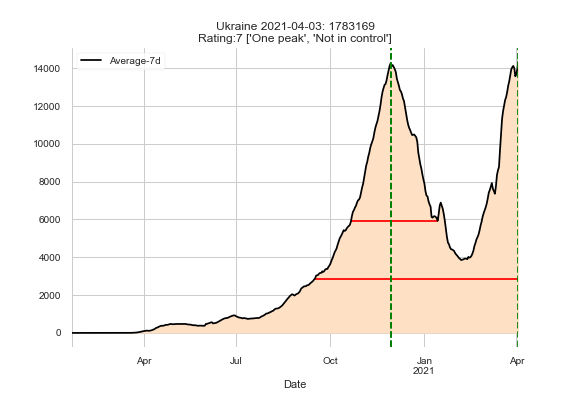 Ukraine 2021-04-03: 1783169
Rating:7 ['One peak', 'Not in control']
Average-7d
14000
12000
10000
8000
6000
4000
2000
0
Apr
Jul
Oct
Jan
2021
Apr
Date